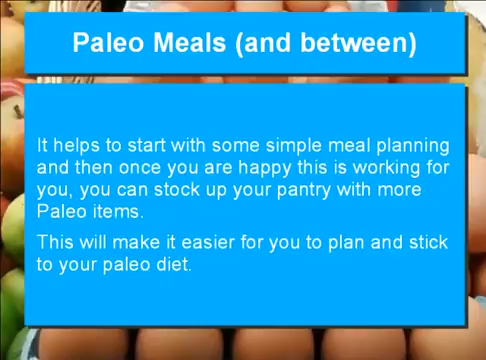 Paleo Meals (and between)
It helps to start with some simple meal planning
and then once you are happy this is working for
you, you can stock up your pantry with more
Paleo items.
This will make it easier for you to plan and stick
to your paleo diet.